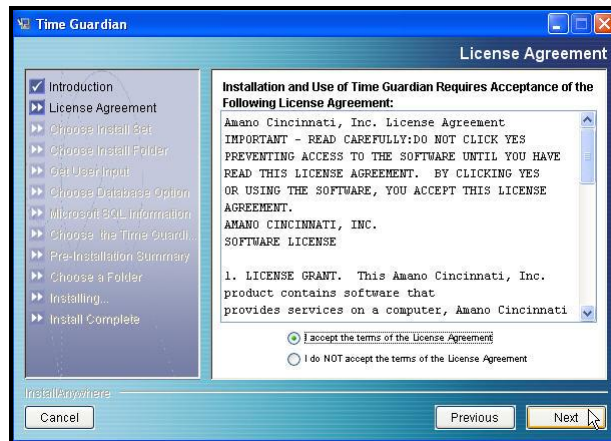 Time Guardian
License Agreement
Introduction
License Agreement
Choose Install Set
Choose Install Folder
Get User Input
Choose Database Option
Microsoft SQL information
Choose the Time Guardi...
Pre-Installation Summary
Choose a Folder
Installing...
Install Complete
Installation and Use of Time Guardian Requires Acceptance of the
Following License Agreement:
Amano Cincinnati, Inc. License Agreement
IMPORTANT - READ CAREFULLY:DO NOT CLICK YES
PREVENTING ACCESS TO THE SOFTWARE UNTIL YOU HAVE
READ THIS LICENSE AGREEMENT. BY CLICKING YES
OR USING THE SOFTWARE, YOU ACCEPT THIS LICENSE
AGREEMENT.
AMANO CINCINNATI, INC.
SOFTWARE LICENSE
1. LICENSE GRANT. This Amano Cincinnati, Inc.
product contains software that
provides services on a computer, Amano Cincinnati
I accept the terms of the License Agreement
I do NOT accept the terms of the License Agreement
InstallAnywhere
Cancel
Previous
Next